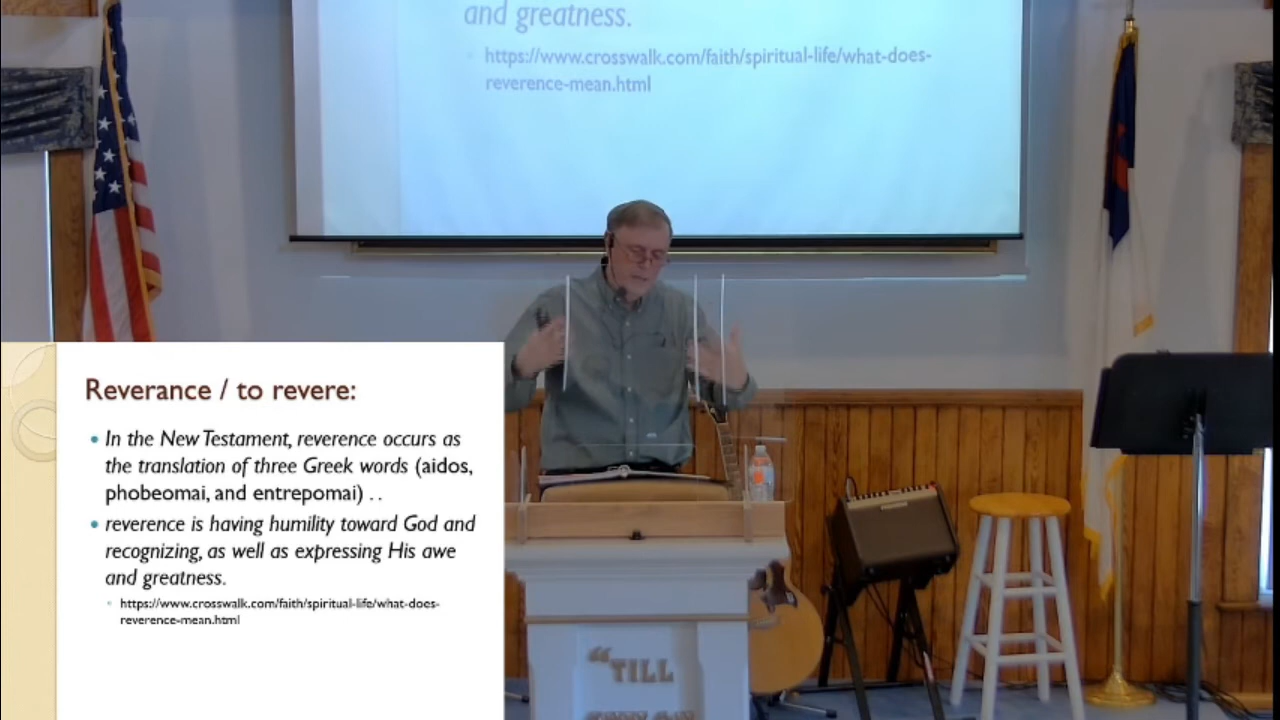 and greatness.
https://www.crosswalk.com/faith/spiritual-life/what-does-
reverence-mean.html
Reverance / to revere:
• In the New Testament, reverence occurs as
the translation of three Greek words (aidos,
phobeomai, and entrepomai) . .
• reverence is having humility toward God and
recognizing, as well as expressing His awe
and greatness.
https://www.crosswalk.com/faith/spiritual-life/what-does-
reverence-mean.html
“TILL